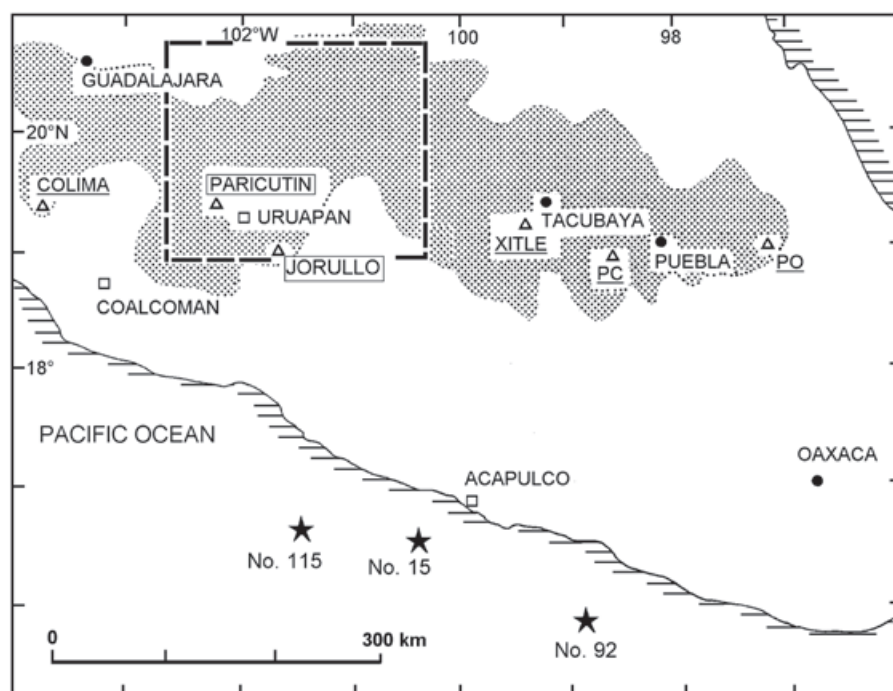 102°W
100
98
GUADALAJARA
20°N
COLIMA
PARICUTIN
URUAPAN
TACUBAYA
XITLE
JORULLO
PC
PUEBLA
PO
COALCOMAN
18°
PACIFIC OCEAN
OAXACA
ACAPULCO
No. 115
No. 15
0
300 km
No. 92